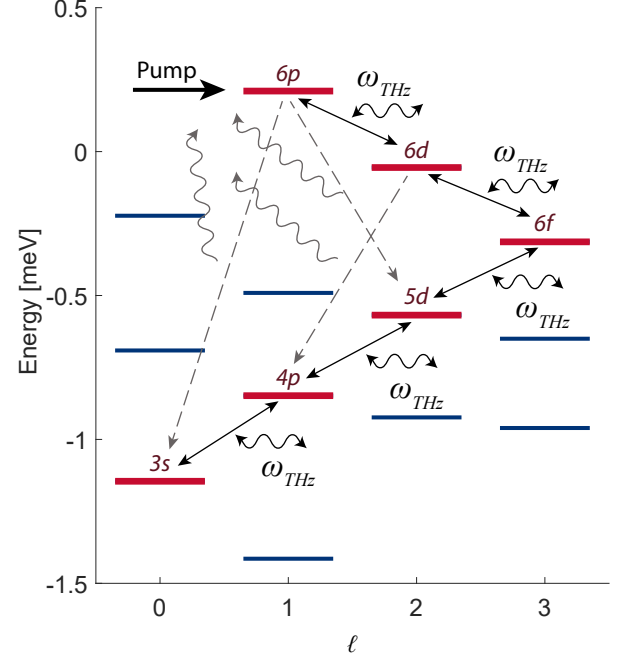 0.5
Pump
6p
ω_THz
0
6d
ω_THz
6f
-0.5
5d
ω_THz
4p
ω_THz
-1
3s
ω_THz
-1.5
0 1 2 3
Energy [meV]
ℓ